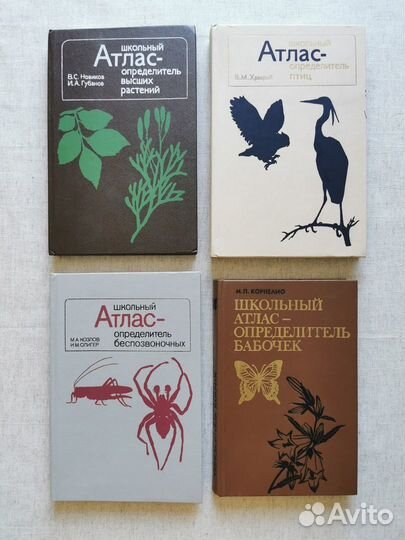 школьный
Атлас-
В.С. Новиков
И.А. Губанов
определитель
высших
растений
школьный
Атлас-
В.М. Храбрый
определитель
птиц
школьный
Атлас-
М.А. КОЗЛОВ
И.М. ОЛИГЕР
определитель
беспозвоночных
М. П. КОРНЕЛИО
ШКОЛЬНЫЙ
АТЛАС-
ОПРЕДЕЛИТЕЛЬ
БАБОЧЕК
Avito